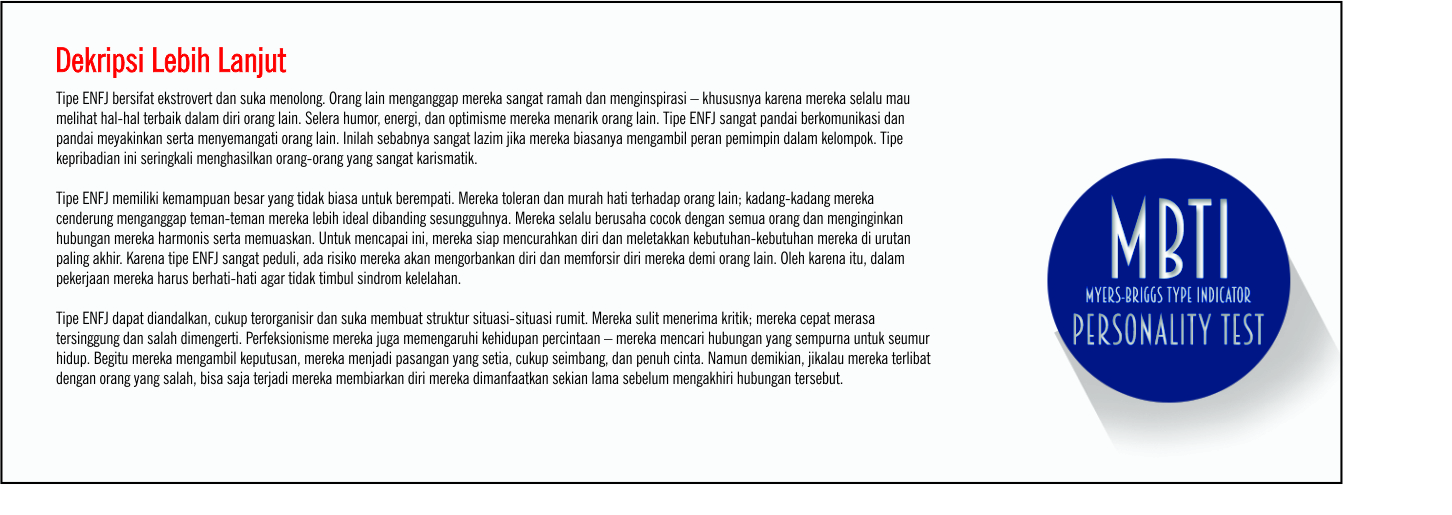 Dekripsi Lebih Lanjut
Tipe ENFJ bersifat ekstrovert dan suka menolong. Orang lain menganggap mereka sangat ramah dan menginspirasi – khususnya karena mereka selalu mau
melihat hal-hal terbaik dalam diri orang lain. Selera humor, energi, dan optimisme mereka menarik orang lain. Tipe ENFJ sangat pandai berkomunikasi dan
pandai meyakinkan serta menyemangati orang lain. Inilah sebabnya sangat lazim jika mereka biasanya mengambil peran pemimpin dalam kelompok. Tipe
kepribadian ini seringkali menghasilkan orang-orang yang sangat karismatik.
Tipe ENFJ memiliki kemampuan besar yang tidak biasa untuk berempati. Mereka toleran dan murah hati terhadap orang lain; kadang-kadang mereka
cenderung menganggap teman-teman mereka lebih ideal dibanding sesungguhnya. Mereka selalu berusaha cocok dengan semua orang dan menginginkan
hubungan mereka harmonis serta memuaskan. Untuk mencapai ini, mereka siap mencurahkan diri dan meletakkan kebutuhan-kebutuhan mereka di urutan
paling akhir. Karena tipe ENFJ sangat peduli, ada risiko mereka akan mengorbankan diri dan memforsir diri mereka demi orang lain. Oleh karena itu, dalam
pekerjaan mereka harus berhati-hati agar tidak timbul sindrom kelelahan.
Tipe ENFJ dapat diandalkan, cukup terorganisir dan suka membuat struktur situasi-situasi rumit. Mereka sulit menerima kritik; mereka cepat merasa
tersinggung dan salah dimengerti. Perfeksionisme mereka juga memengaruhi kehidupan percintaan – mereka mencari hubungan yang sempurna untuk seumur
hidup. Begitu mereka mengambil keputusan, mereka menjadi pasangan yang setia, cukup seimbang, dan penuh cinta. Namun demikian, jikalau mereka terlibat
dengan orang yang salah, bisa saja terjadi mereka membiarkan diri mereka dimanfaatkan sekian lama sebelum mengakhiri hubungan tersebut.
MBTI
MYERS-BRIGGS TYPE INDICATOR
PERSONALITY TEST